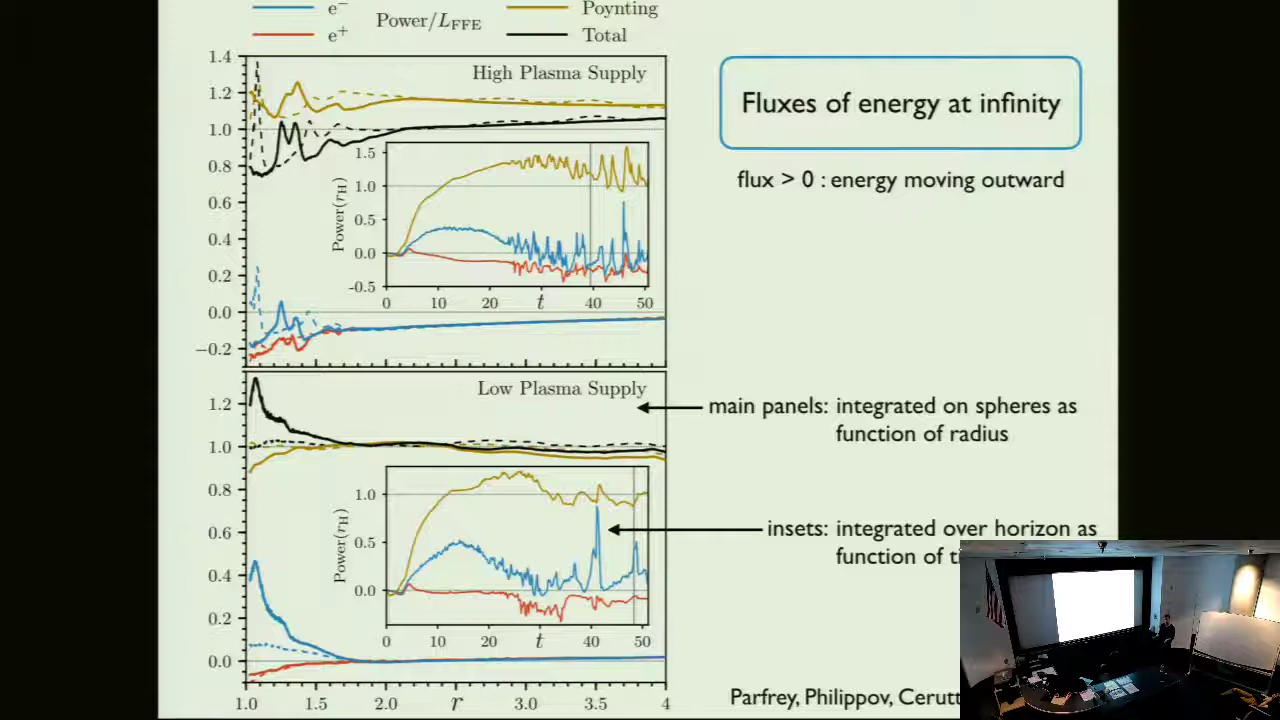 e⁻
Power/L_FFE
Poynting
e⁺
Total
1.4
1.2
1.0
0.8
0.6
0.4
0.2
0.0
−0.2
High Plasma Supply
Power(r_H)
1.5
1.0
0.5
0.0
-0.5
0 10 20 t 40 50
Low Plasma Supply
1.2
1.0
0.8
0.6
0.4
0.2
0.0
Power(r_H)
1.0
0.5
0.0
0 10 20 t 40 50
1.0 1.5 2.0 r 3.0 3.5 4
Fluxes of energy at infinity
flux > 0 : energy moving outward
main panels: integrated on spheres as
function of radius
insets: integrated over horizon as
function of
Parfrey, Philippov,